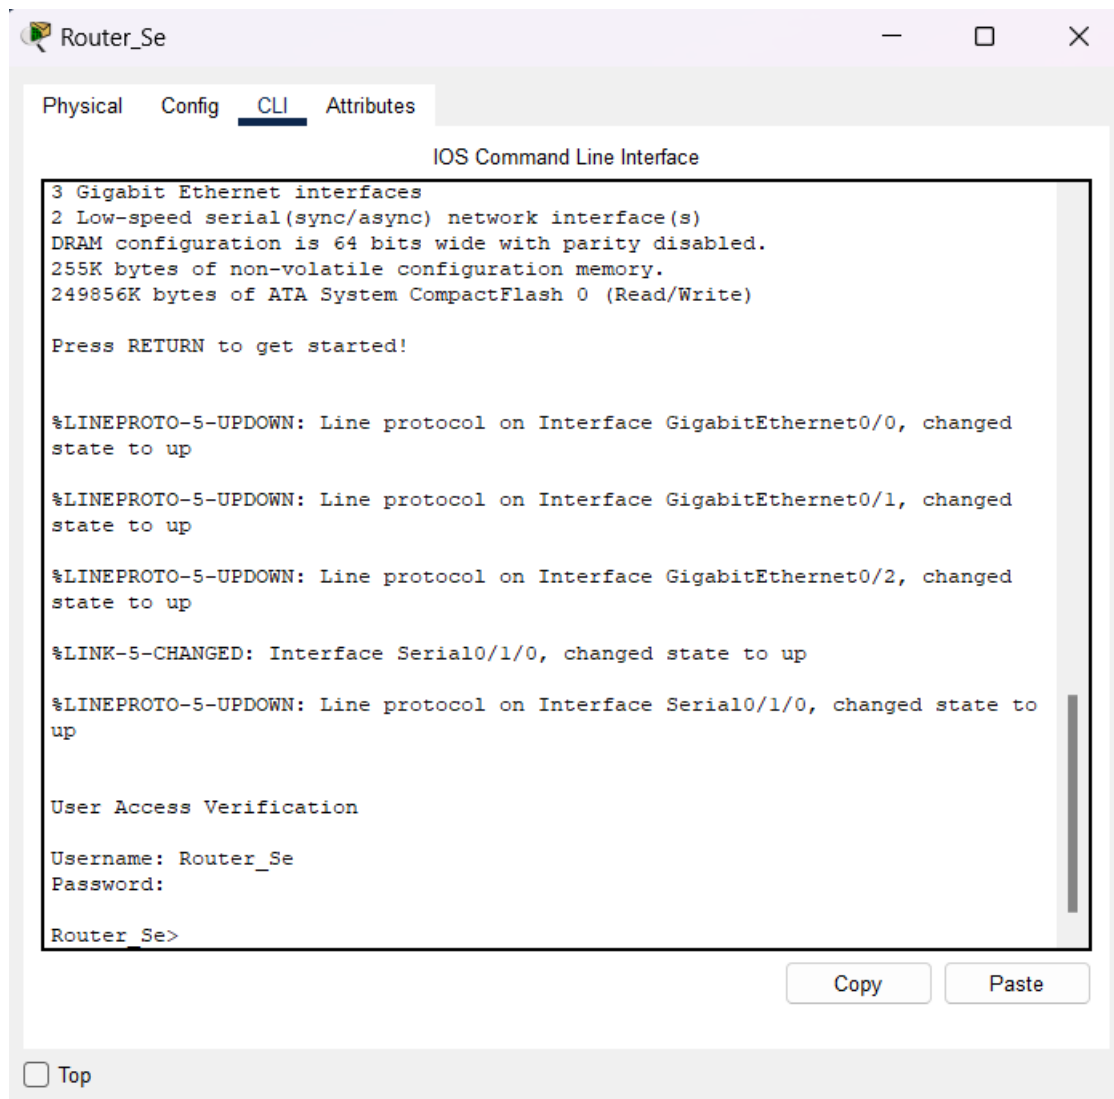 Router_Se
Physical Config CLI Attributes
IOS Command Line Interface
3 Gigabit Ethernet interfaces
2 Low-speed serial(sync/async) network interface(s)
DRAM configuration is 64 bits wide with parity disabled.
255K bytes of non-volatile configuration memory.
249856K bytes of ATA System CompactFlash 0 (Read/Write)
Press RETURN to get started!
%LINEPROTO-5-UPDOWN: Line protocol on Interface GigabitEthernet0/0, changed
state to up
%LINEPROTO-5-UPDOWN: Line protocol on Interface GigabitEthernet0/1, changed
state to up
%LINEPROTO-5-UPDOWN: Line protocol on Interface GigabitEthernet0/2, changed
state to up
%LINK-5-CHANGED: Interface Serial0/1/0, changed state to up
%LINEPROTO-5-UPDOWN: Line protocol on Interface Serial0/1/0, changed state to
up
User Access Verification
Username: Router_Se
Password:
Router_Se>
Copy Paste
Top